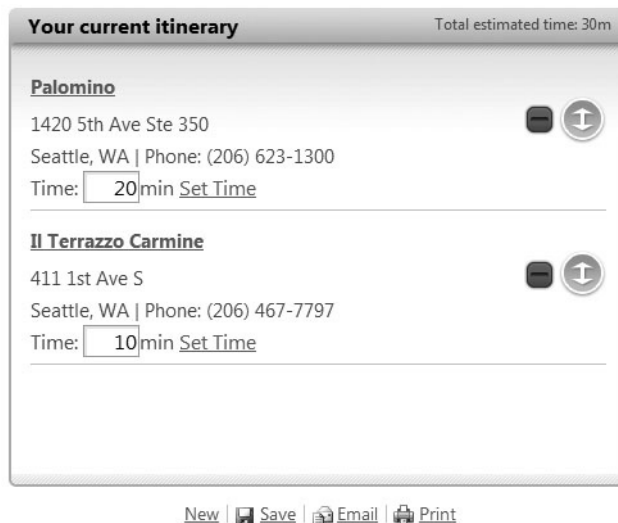 Your current itinerary
Total estimated time: 30m
Palomino
1420 5th Ave Ste 350
Seattle, WA | Phone: (206) 623-1300
Time: 20 min Set Time
Il Terrazzo Carmine
411 1st Ave S
Seattle, WA | Phone: (206) 467-7797
Time: 10 min Set Time
New | Save | Email | Print